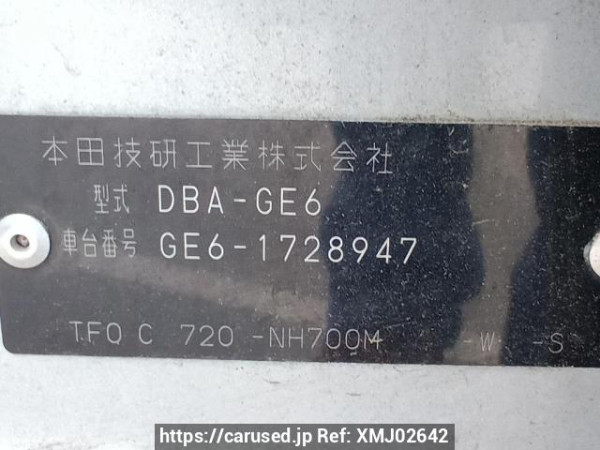 本田技研工業株式会社
型式 DBA-GE6
車台番号 GE6-1728947
TFO C 720 -NH700M -W -S
https://carused.jp Ref: XMJ02642